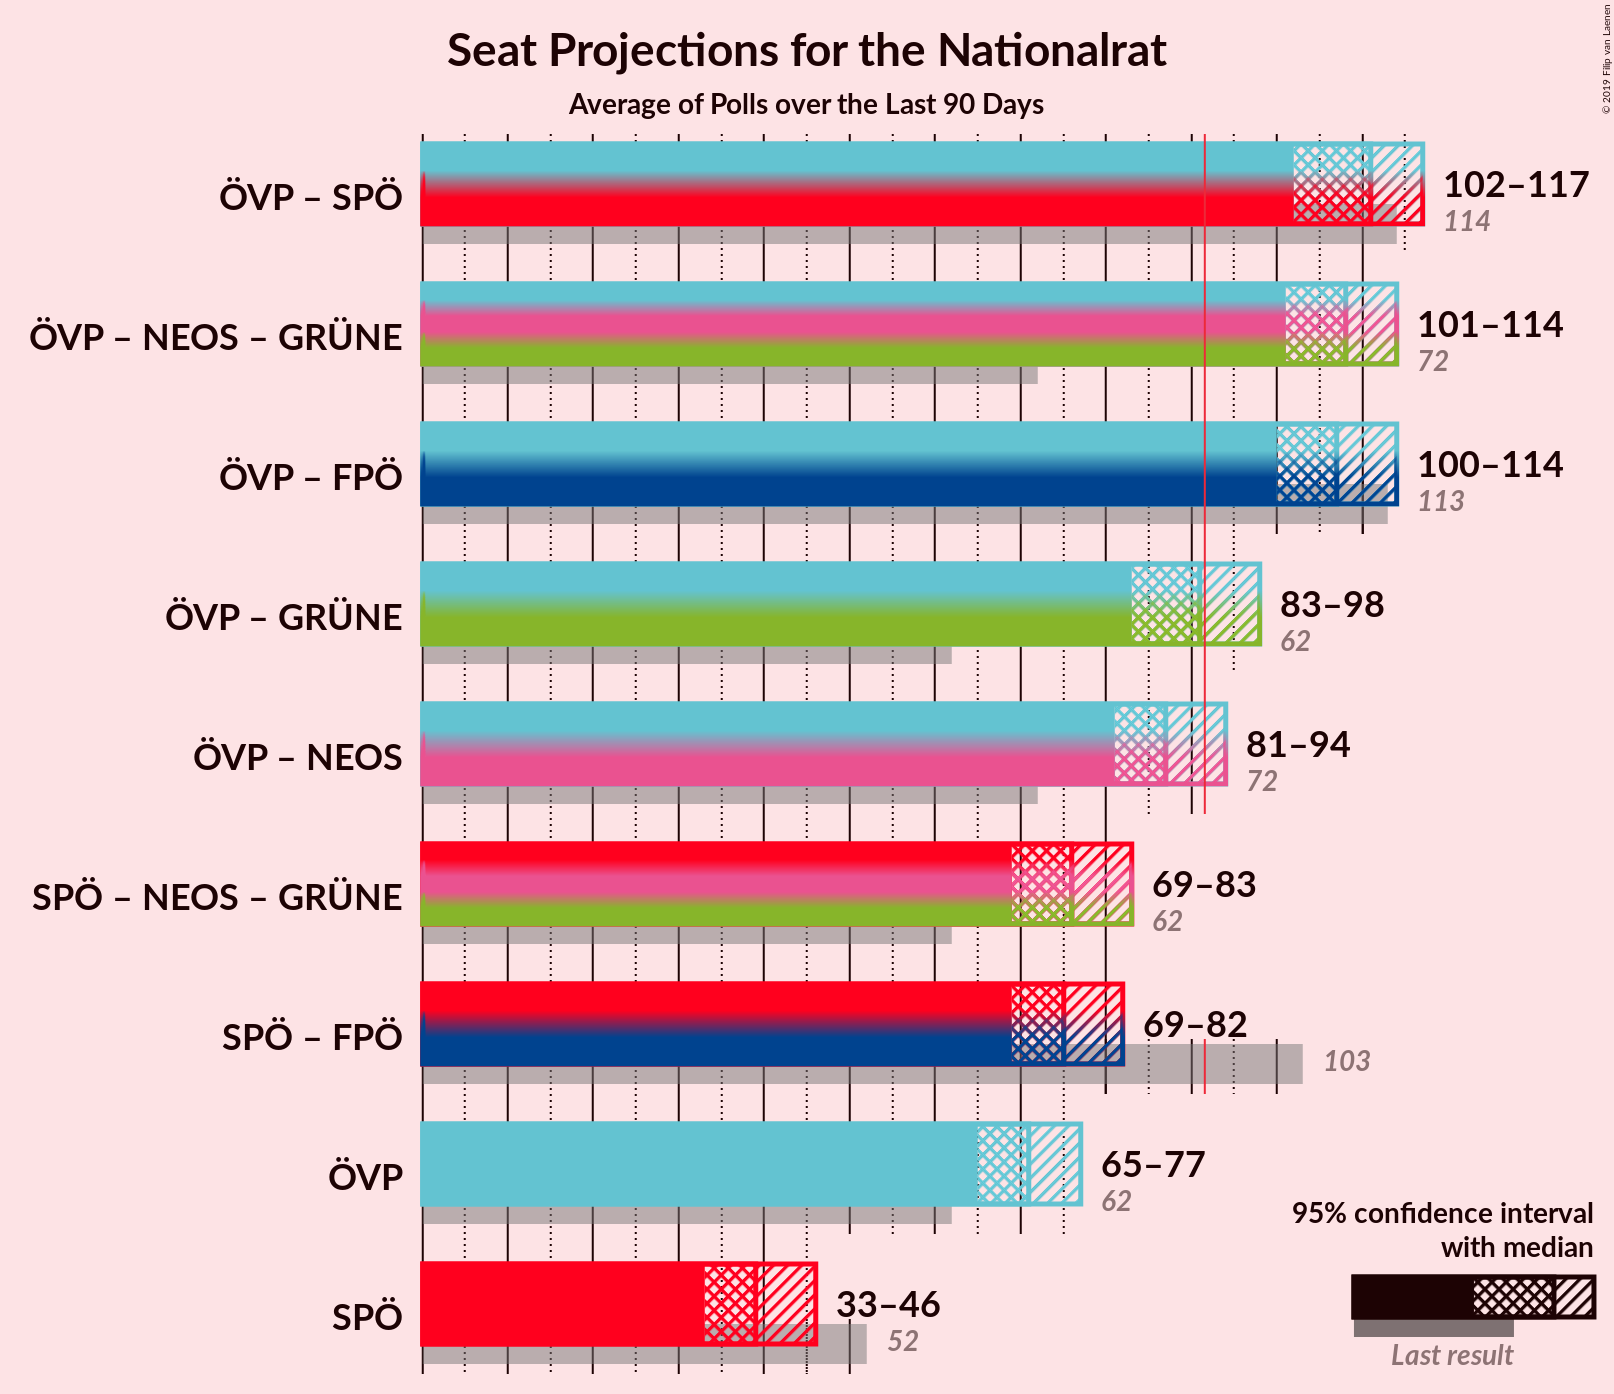 Seat Projections for the Nationalrat
Average of Polls over the Last 90 Days
© 2019 Filip van Laenen
ÖVP – SPÖ
102–117
114
ÖVP – NEOS – GRÜNE
101–114
72
ÖVP – FPÖ
100–114
113
ÖVP – GRÜNE
83–98
62
ÖVP – NEOS
81–94
72
SPÖ – NEOS – GRÜNE
69–83
62
SPÖ – FPÖ
69–82
103
ÖVP
65–77
62
SPÖ
33–46
52
95% confidence interval
with median
Last result